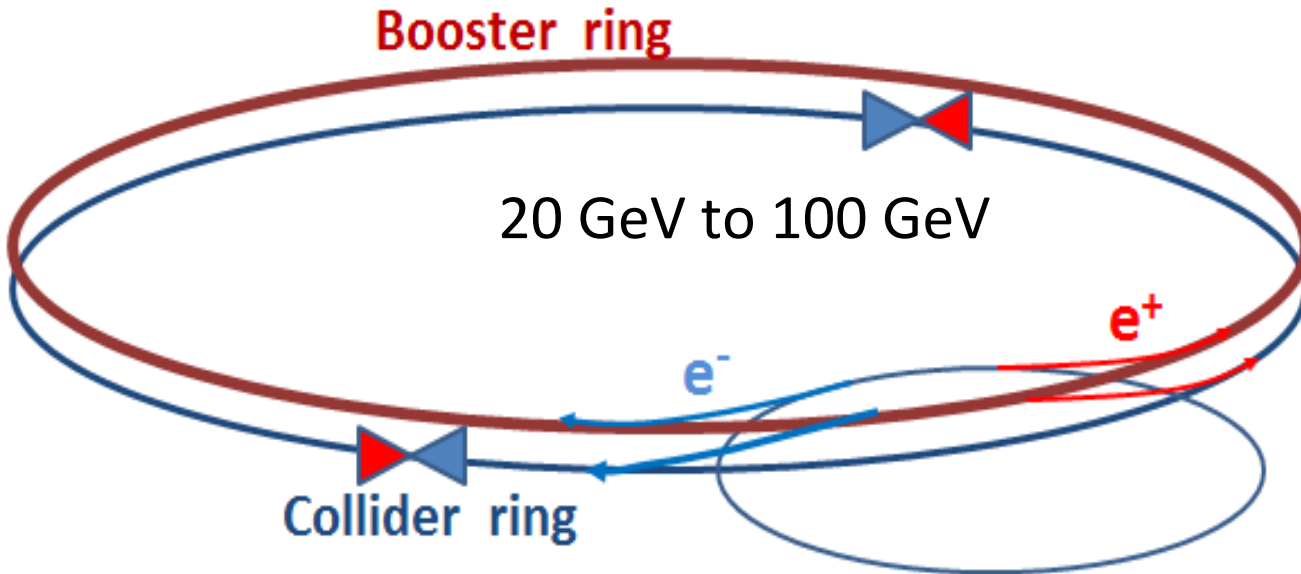 Booster ring
20 GeV to 100 GeV
e⁺
e⁻
Collider ring